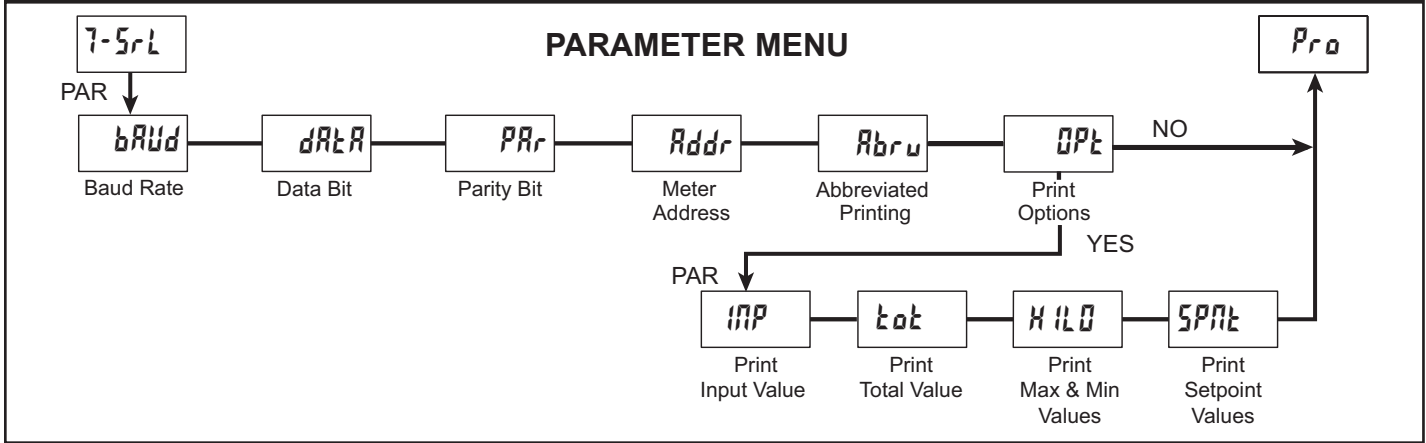 PARAMETER MENU
7-SrL
Pro
PAR
bAUd
dAtA
PAr
Addr
Abrv
OPt
NO
Baud Rate
Data Bit
Parity Bit
Meter
Address
Abbreviated
Printing
Print
Options
YES
PAR
INP
tot
HILO
SPNt
Print
Input Value
Print
Total Value
Print
Max & Min
Values
Print
Setpoint
Values